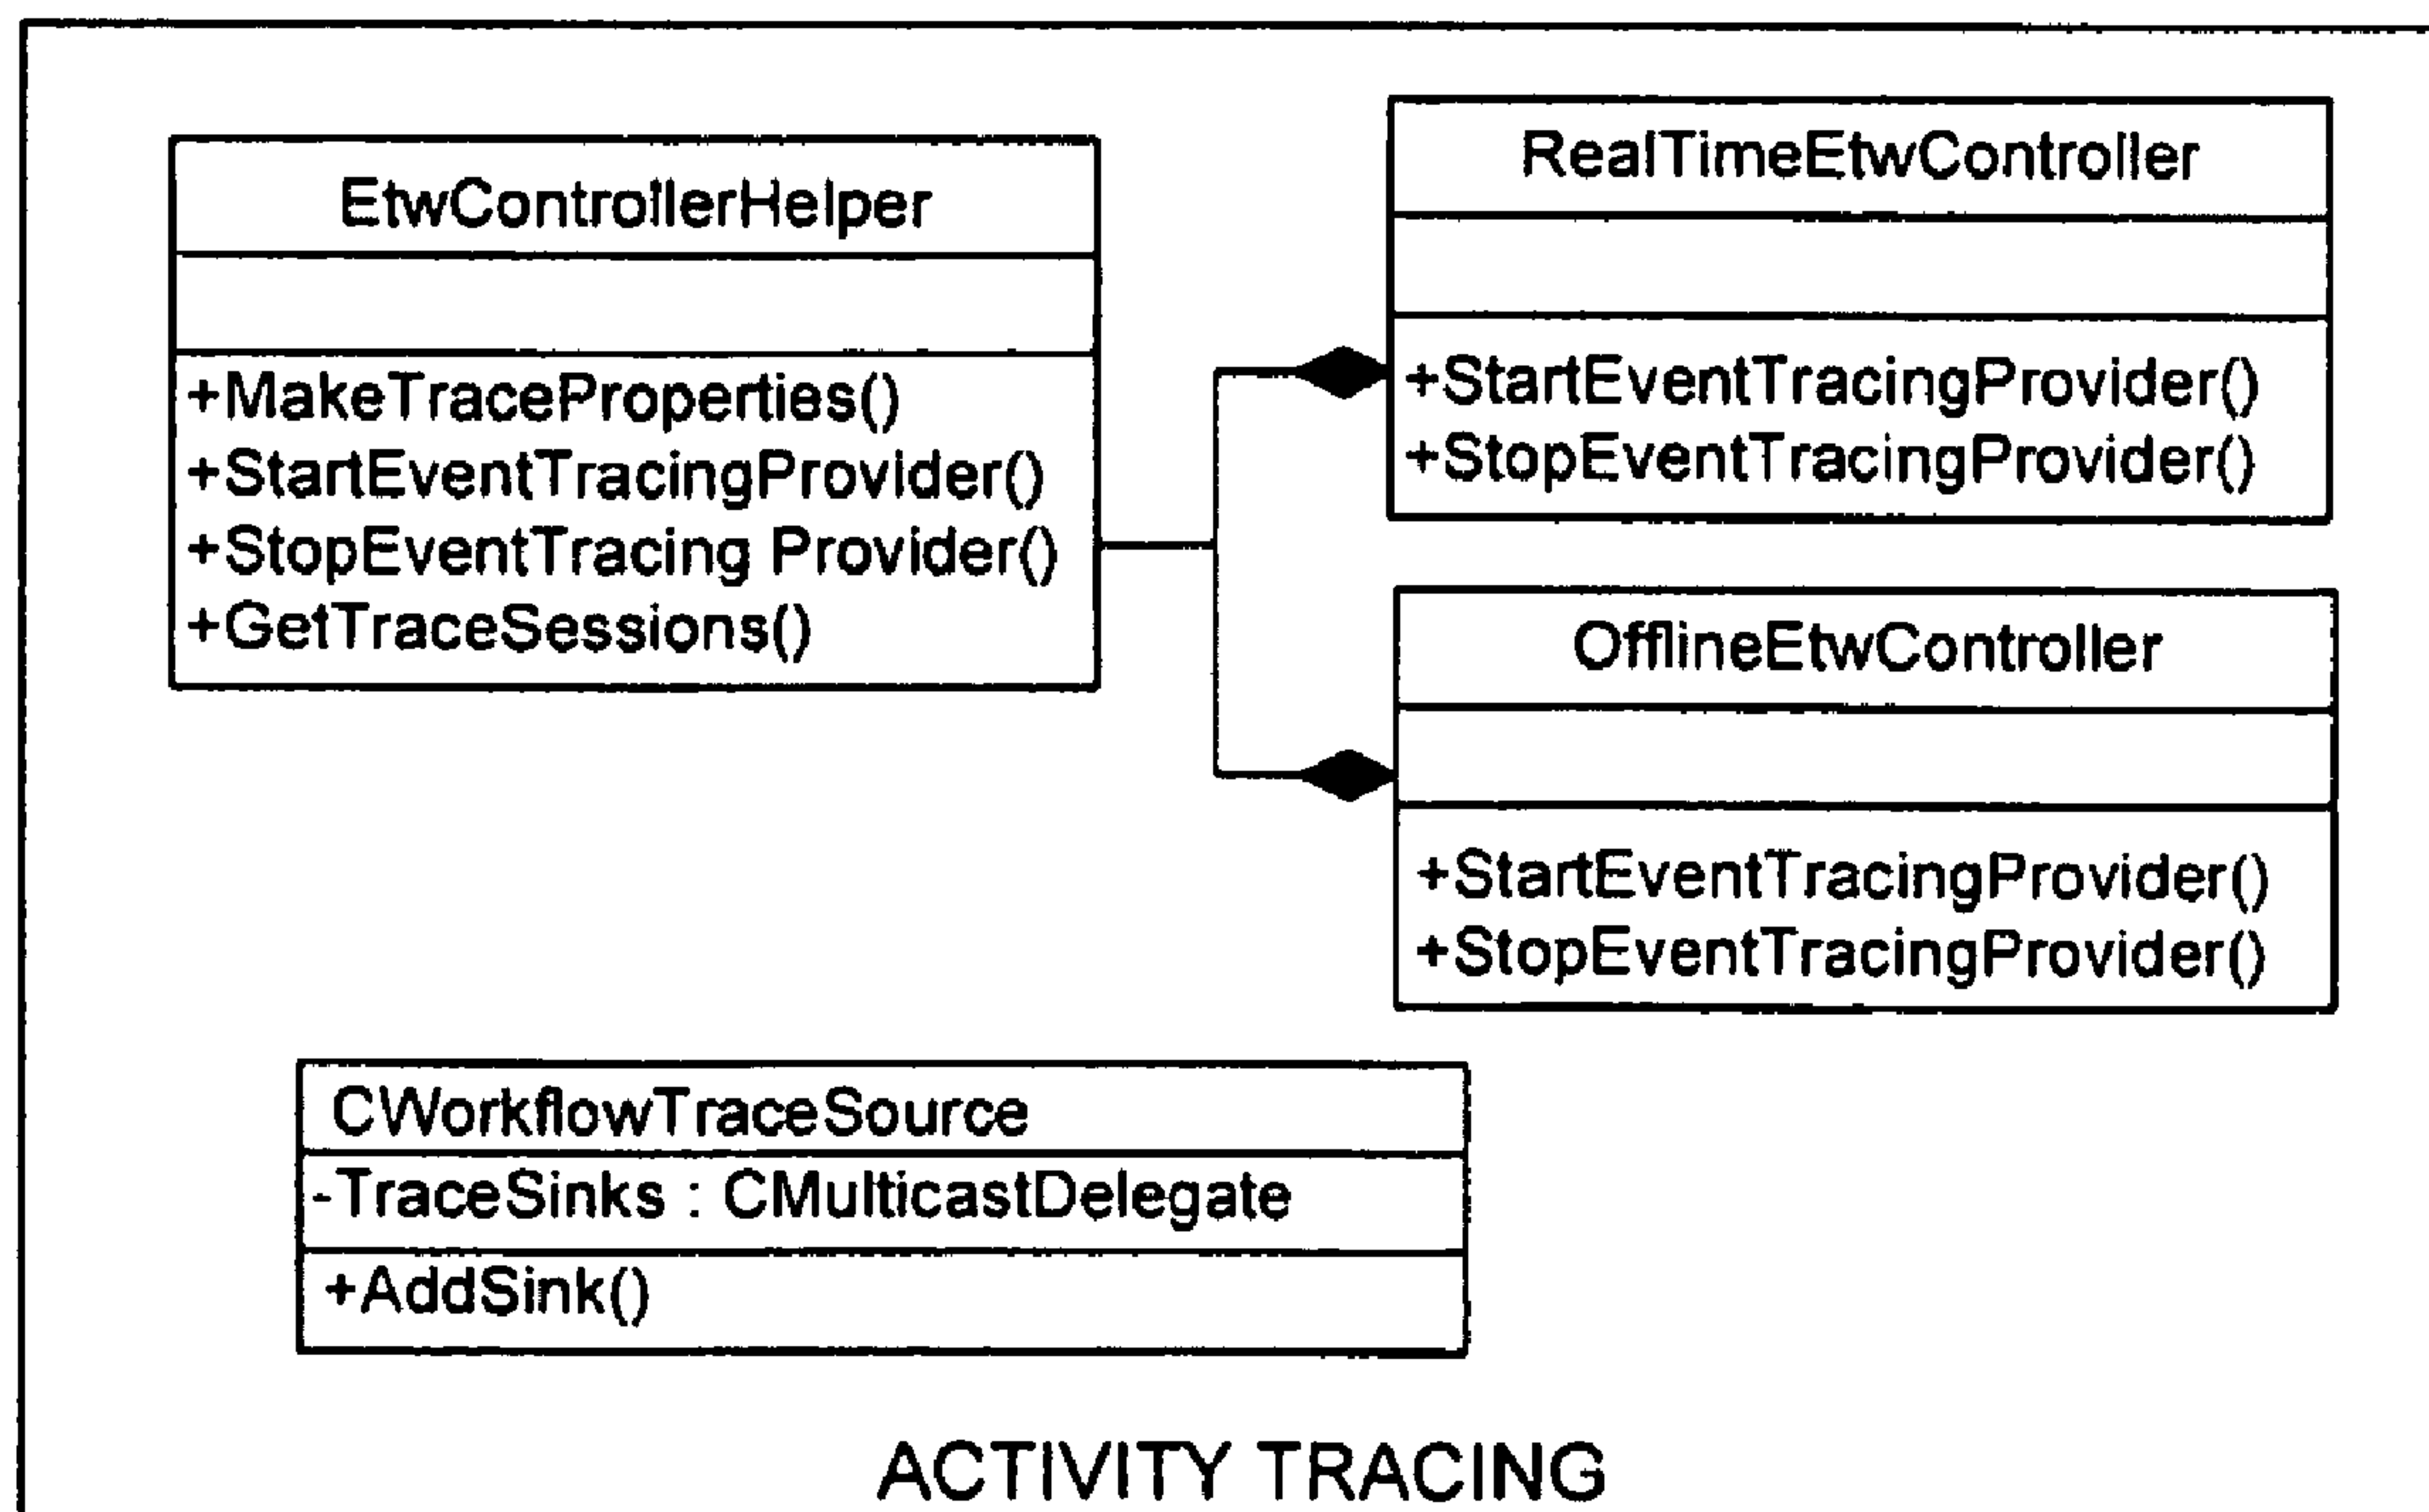 EtwControllerHelper
+MakeTraceProperties()
+StartEventTracingProvider()
+StopEventTracing Provider()
+GetTraceSessions()
RealTimeEtwController
+StartEventTracingProvider()
+StopEventTracingProvider()
OfflineEtwController
+StartEventTracingProvider()
+StopEventTracingProvider()
CWorkflowTraceSource
-TraceSinks : CMulticastDelegate
+AddSink()
ACTIVITY TRACING